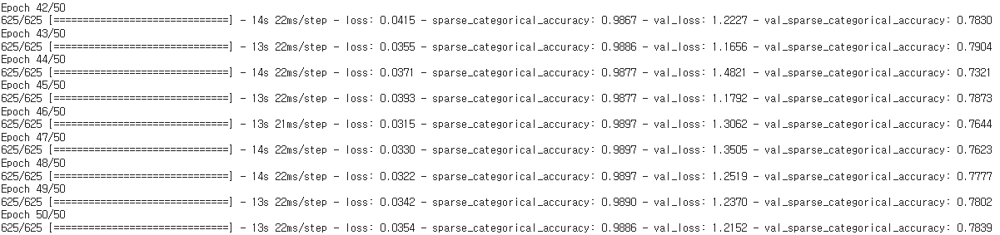 Epoch 42/50
625/625 [==============================] - 14s 22ms/step - loss: 0.0415 - sparse_categorical_accuracy: 0.9867 - val_loss: 1.2227 - val_sparse_categorical_accuracy: 0.7830
Epoch 43/50
625/625 [==============================] - 13s 22ms/step - loss: 0.0355 - sparse_categorical_accuracy: 0.9886 - val_loss: 1.1656 - val_sparse_categorical_accuracy: 0.7904
Epoch 44/50
625/625 [==============================] - 14s 22ms/step - loss: 0.0371 - sparse_categorical_accuracy: 0.9877 - val_loss: 1.4821 - val_sparse_categorical_accuracy: 0.7321
Epoch 45/50
625/625 [==============================] - 13s 22ms/step - loss: 0.0393 - sparse_categorical_accuracy: 0.9877 - val_loss: 1.1792 - val_sparse_categorical_accuracy: 0.7873
Epoch 46/50
625/625 [==============================] - 13s 21ms/step - loss: 0.0315 - sparse_categorical_accuracy: 0.9897 - val_loss: 1.3062 - val_sparse_categorical_accuracy: 0.7644
Epoch 47/50
625/625 [==============================] - 14s 22ms/step - loss: 0.0330 - sparse_categorical_accuracy: 0.9897 - val_loss: 1.3505 - val_sparse_categorical_accuracy: 0.7623
Epoch 48/50
625/625 [==============================] - 14s 22ms/step - loss: 0.0322 - sparse_categorical_accuracy: 0.9897 - val_loss: 1.2519 - val_sparse_categorical_accuracy: 0.7777
Epoch 49/50
625/625 [==============================] - 13s 22ms/step - loss: 0.0342 - sparse_categorical_accuracy: 0.9890 - val_loss: 1.2370 - val_sparse_categorical_accuracy: 0.7802
Epoch 50/50
625/625 [==============================] - 13s 22ms/step - loss: 0.0354 - sparse_categorical_accuracy: 0.9886 - val_loss: 1.2152 - val_sparse_categorical_accuracy: 0.7839